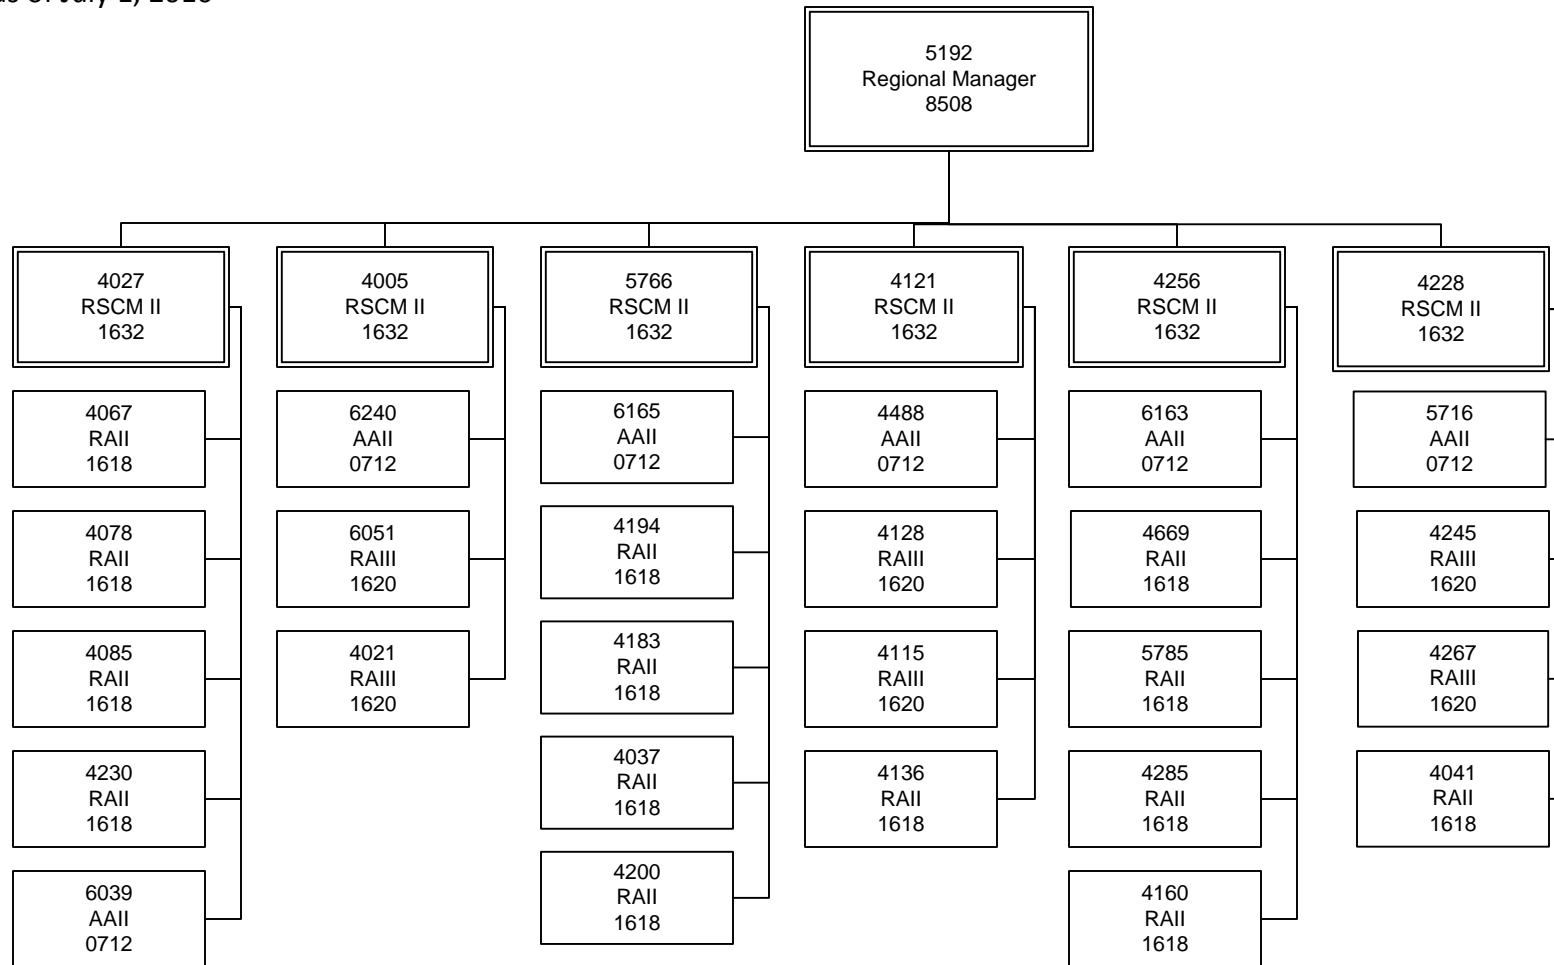 5192
Regional Manager
8508
4027
RSCM II
1632
4005
RSCM II
1632
5766
RSCM II
1632
4121
RSCM II
1632
4256
RSCM II
1632
4228
RSCM II
1632
4067
RAII
1618
4078
RAII
1618
4085
RAII
1618
4230
RAII
1618
6039
AAII
0712
6240
AAII
0712
6051
RAIII
1620
4021
RAIII
1620
6165
AAII
0712
4194
RAII
1618
4183
RAII
1618
4037
RAII
1618
4200
RAII
1618
4488
AAII
0712
4128
RAIII
1620
4115
RAIII
1620
4136
RAII
1618
6163
AAII
0712
4669
RAII
1618
5785
RAII
1618
4285
RAII
1618
4160
RAII
1618
5716
AAII
0712
4245
RAIII
1620
4267
RAIII
1620
4041
RAII
1618